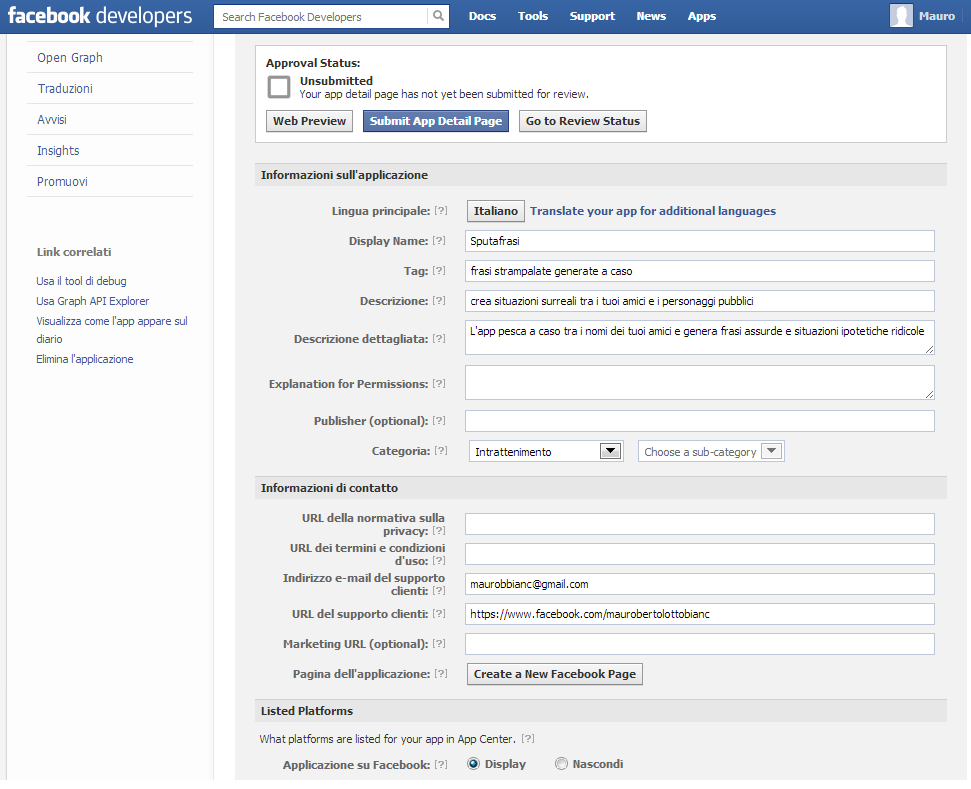 facebook developers
Search Facebook Developers
Docs Tools Support News Apps
Mauro
Open Graph
Traduzioni
Avvisi
Insights
Promuovi
Link correlati
Usa il tool di debug
Usa Graph API Explorer
Visualizza come l'app appare sul
diario
Elimina l'applicazione
Approval Status:
Unsubmitted
Your app detail page has not yet been submitted for review.
Web Preview Submit App Detail Page Go to Review Status
Informazioni sull'applicazione
Lingua principale: [?] Italiano Translate your app for additional languages
Display Name: [?] Sputafrasi
Tag: [?] frasi strampalate generate a caso
Descrizione: [?] crea situazioni surreali tra i tuoi amici e i personaggi pubblici
Descrizione dettagliata: [?] L'app pesca a caso tra i nomi dei tuoi amici e genera frasi assurde e situazioni ipotetiche ridicole
Explanation for Permissions: [?]
Publisher (optional): [?]
Categoria: [?] Intrattenimento Choose a sub-category
Informazioni di contatto
URL della normativa sulla
privacy: [?]
URL dei termini e condizioni
d'uso: [?]
Indirizzo e-mail del supporto
clienti: [?] maurobbianc@gmail.com
URL del supporto clienti: [?] https://www.facebook.com/maurobertolottobianc
Marketing URL (optional): [?]
Pagina dell'applicazione: [?] Create a New Facebook Page
Listed Platforms
What platforms are listed for your app in App Center. [?]
Applicazione su Facebook: [?] Display Nascondi